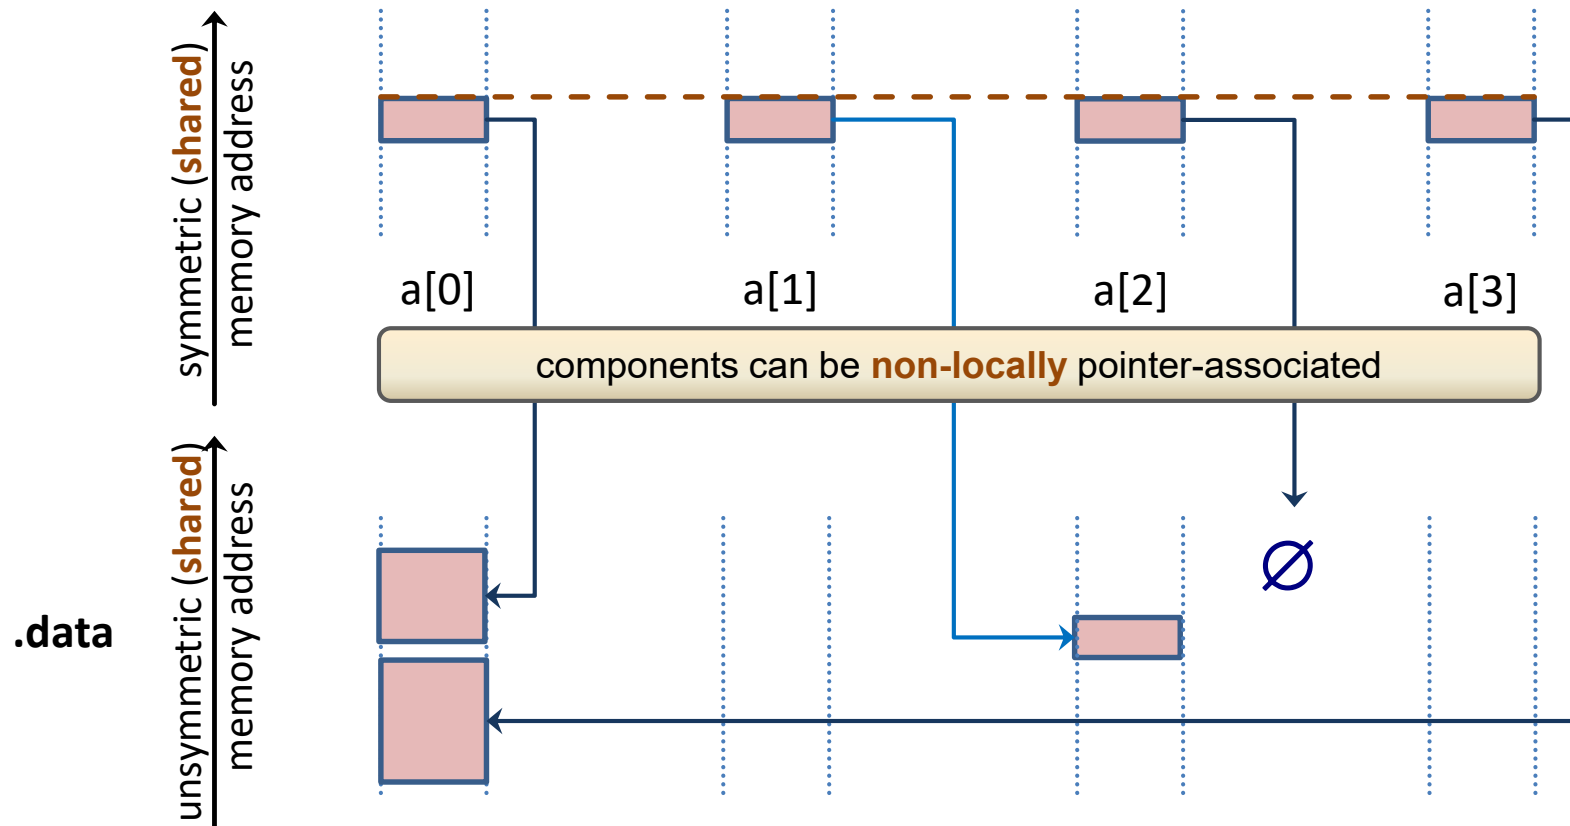 symmetric (shared)
memory address
a[0]
a[1]
a[2]
a[3]
components can be non-locally pointer-associated
.data
unsymmetric (shared)
memory address
∅